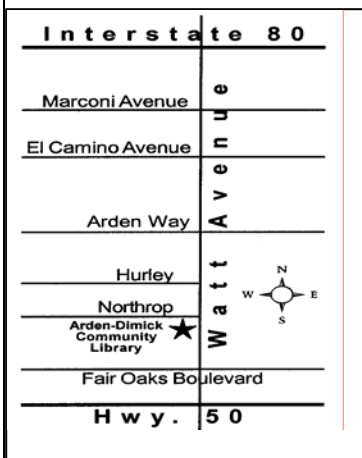 Interstate 80
Marconi Avenue
El Camino Avenue
Watt Avenue
Arden Way
Hurley
Northrop
Arden-Dimick
Community
Library
N
W E
S
Fair Oaks Boulevard
Hwy. 50